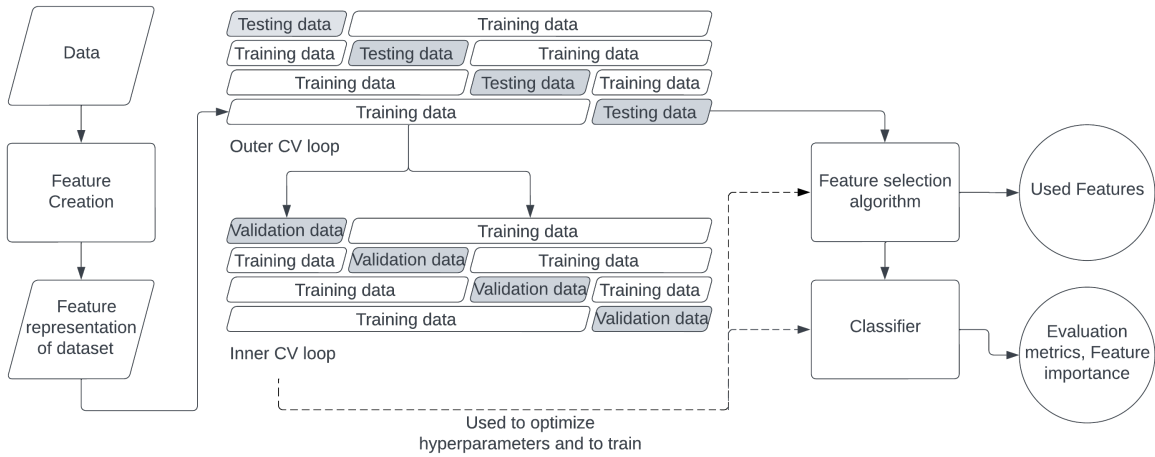 Data
Feature
Creation
Feature
representation
of dataset
Testing data Training data
Training data Testing data Training data
Training data Testing data Training data
Training data Testing data
Outer CV loop
Validation data Training data
Training data Validation data Training data
Training data Validation data Training data
Training data Validation data
Inner CV loop
Used to optimize
hyperparameters and to train
Feature selection
algorithm
Used Features
Classifier
Evaluation
metrics, Feature
importance